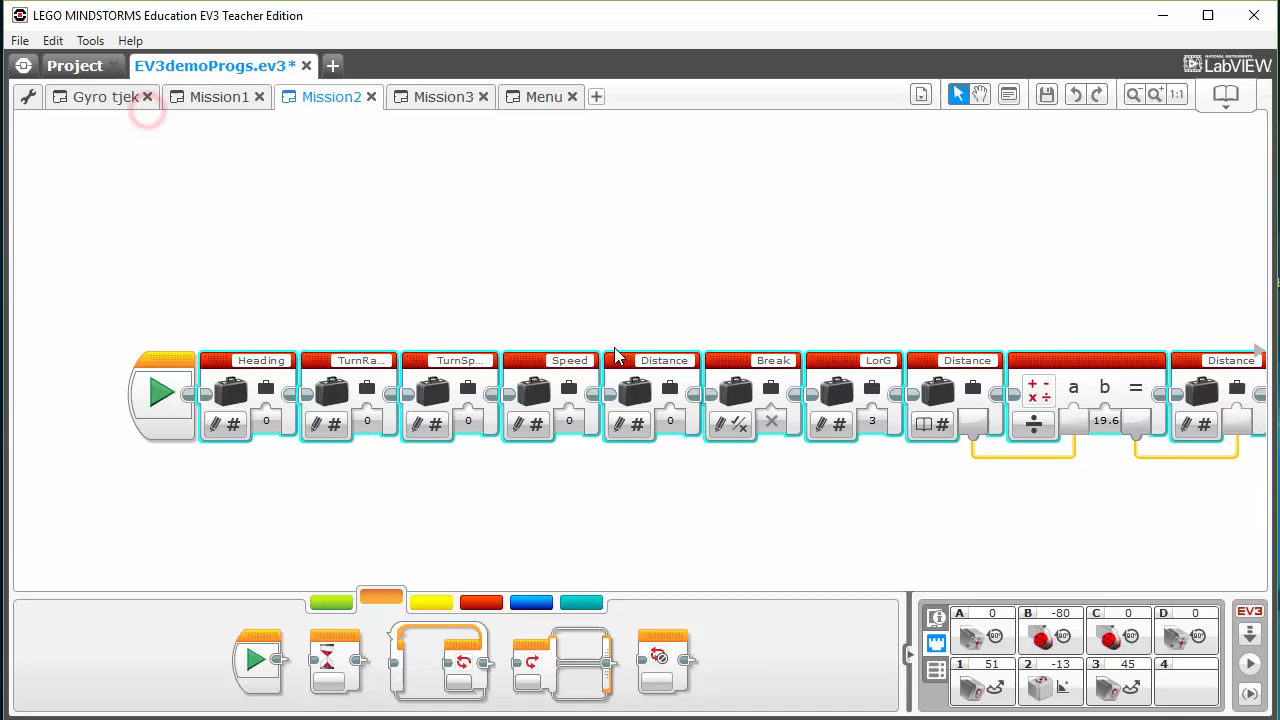 LEGO MINDSTORMS Education EV3 Teacher Edition
File Edit Tools Help
Project EV3demoProgs.ev3*
NATIONAL INSTRUMENTS
LabVIEW
Gyro tjek Mission1 Mission2 Mission3 Menu
1:1
Heading TurnRa... TurnSp... Speed Distance Break LorG Distance Distance
a b =
# 0 # 0 # 0 # 0 # 0 # 3 # 19.6 #
A 0 B -80 C 0 D 0
EV3
1 51 2 -13 3 45 4